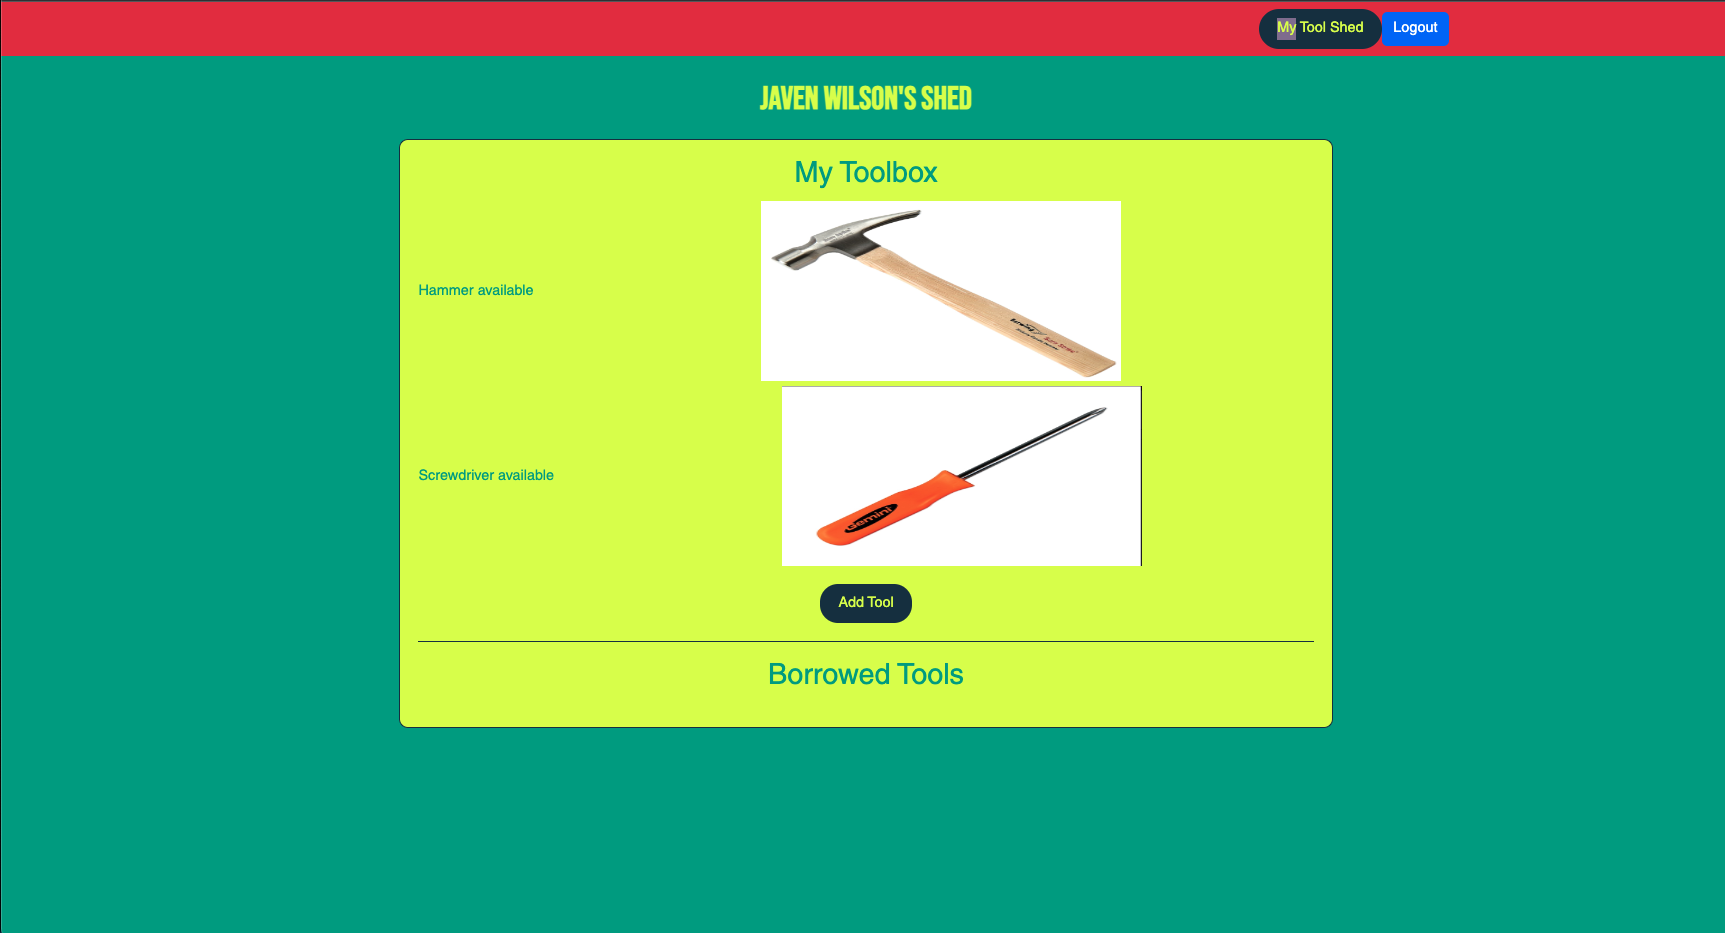 My Tool Shed
Logout
JAVEN WILSON'S SHED
My Toolbox
Hammer available
Screwdriver available
Gemini
Add Tool
Borrowed Tools